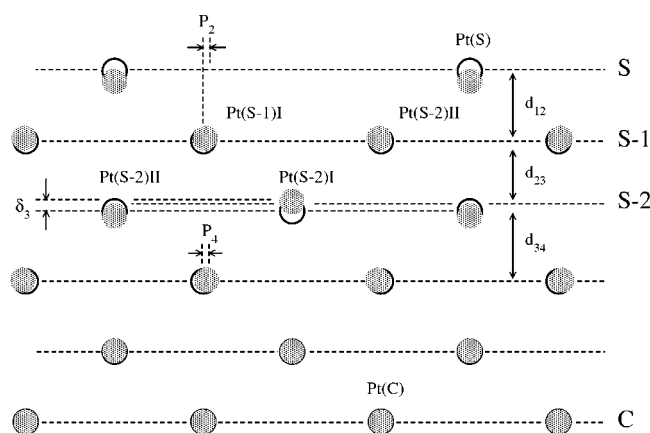 P2
Pt(S)
S
d12
Pt(S-1)I
Pt(S-2)II
S-1
Pt(S-2)II
Pt(S-2)I
d23
S-2
δ3
P4
d34
Pt(C)
C